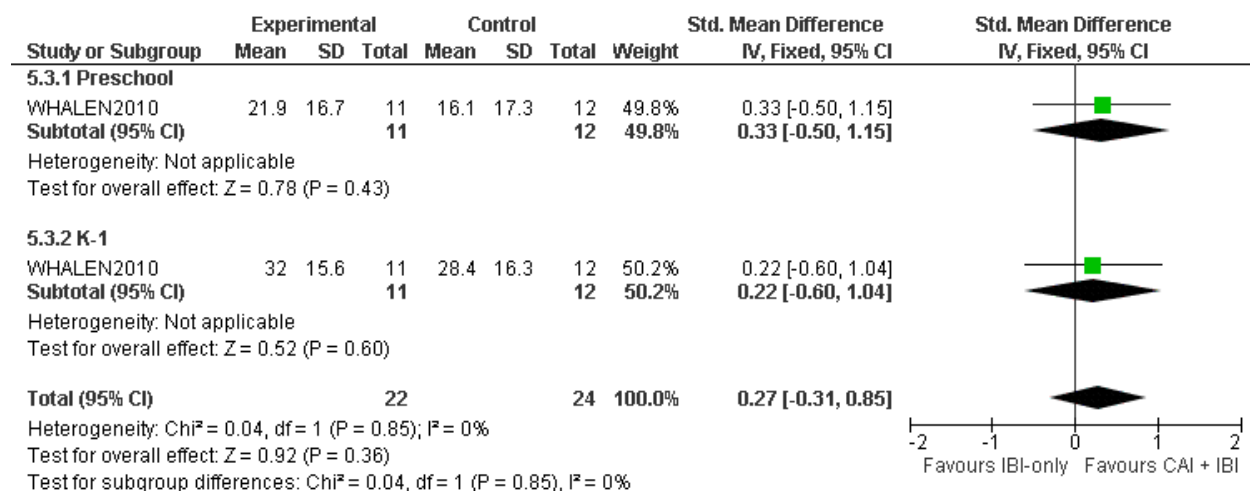 Experimental Control Std. Mean Difference Std. Mean Difference
Study or Subgroup Mean SD Total Mean SD Total Weight IV, Fixed, 95% CI IV, Fixed, 95% CI
5.3.1 Preschool
WHALEN2010 21.9 16.7 11 16.1 17.3 12 49.8% 0.33 [-0.50, 1.15]
Subtotal (95% CI) 11 12 49.8% 0.33 [-0.50, 1.15]
Heterogeneity: Not applicable
Test for overall effect: Z = 0.78 (P = 0.43)
5.3.2 K-1
WHALEN2010 32 15.6 11 28.4 16.3 12 50.2% 0.22 [-0.60, 1.04]
Subtotal (95% CI) 11 12 50.2% 0.22 [-0.60, 1.04]
Heterogeneity: Not applicable
Test for overall effect: Z = 0.52 (P = 0.60)
Total (95% CI) 22 24 100.0% 0.27 [-0.31, 0.85]
Heterogeneity: Chi² = 0.04, df = 1 (P = 0.85); I² = 0%
Test for overall effect: Z = 0.92 (P = 0.36)
Test for subgroup differences: Chi² = 0.04, df = 1 (P = 0.85), I² = 0%
-2 -1 0 1 2
Favours IBI-only Favours CAI + IBI